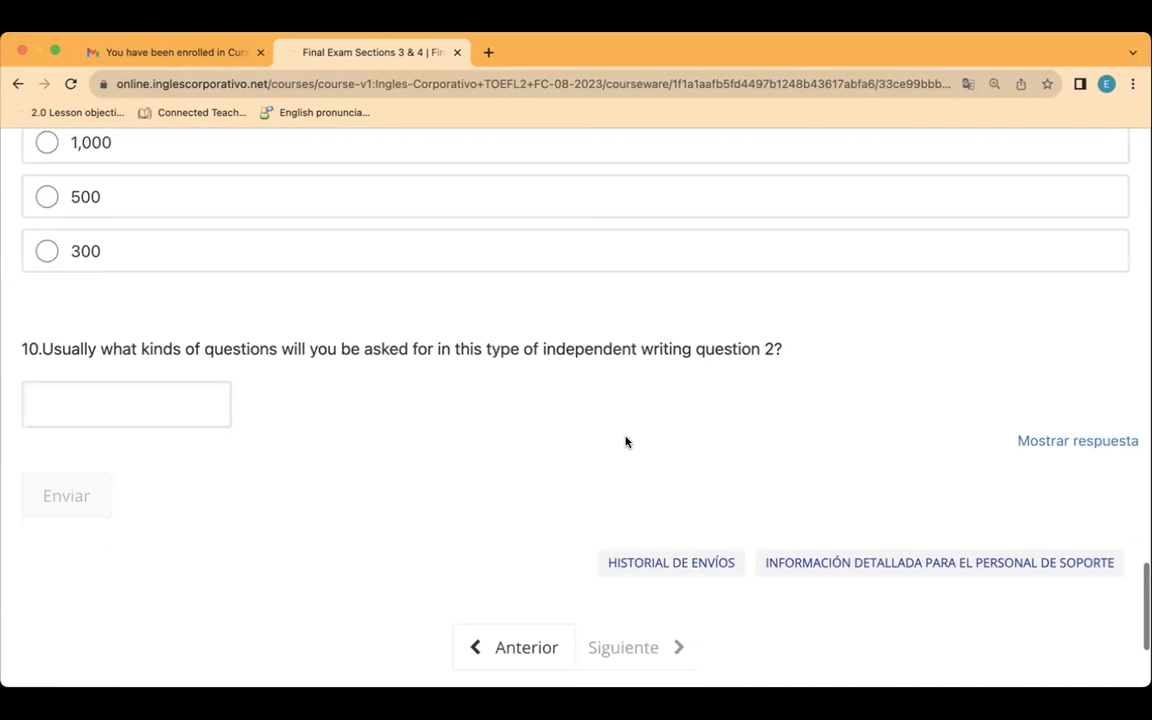 You have been enrolled in Cur
Final Exam Sections 3 & 4 | Fin
online.inglescorporativo.net/courses/course-v1:Ingles-Corporativo+TOEFL2+FC-08-2023/courseware/1f1a1aafb5fd4497b1248b43617abfa6/33ce99bbb...
E
2.0 Lesson objecti...
Connected Teach...
English pronuncia...
1,000
500
300
10.Usually what kinds of questions will you be asked for in this type of independent writing question 2?
Mostrar respuesta
Enviar
HISTORIAL DE ENVÍOS
INFORMACIÓN DETALLADA PARA EL PERSONAL DE SOPORTE
Anterior
Siguiente